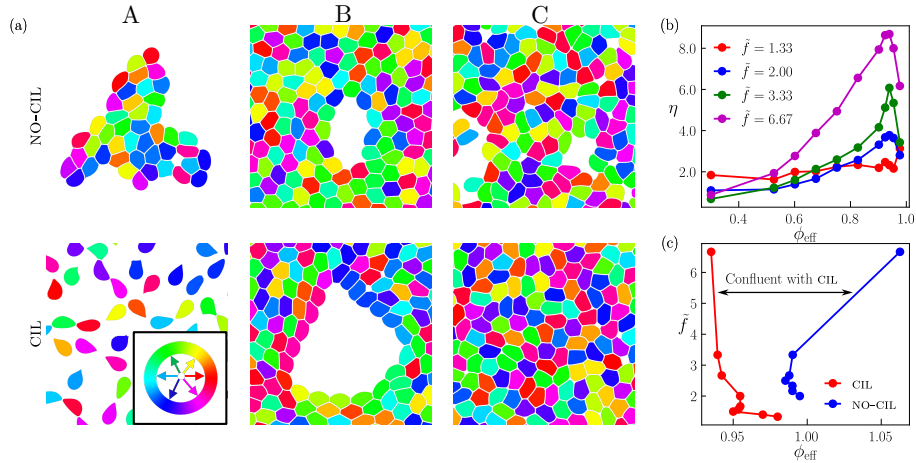 (a)
A
B
C
NO-CIL
CIL
(b)
8.0
6.0
4.0
2.0
η
f̃ = 1.33
f̃ = 2.00
f̃ = 3.33
f̃ = 6.67
0.4
0.6
0.8
1.0
ϕeff
(c)
6
5
4
3
2
f̃
Confluent with CIL
CIL
NO-CIL
0.95
1.00
1.05
ϕeff